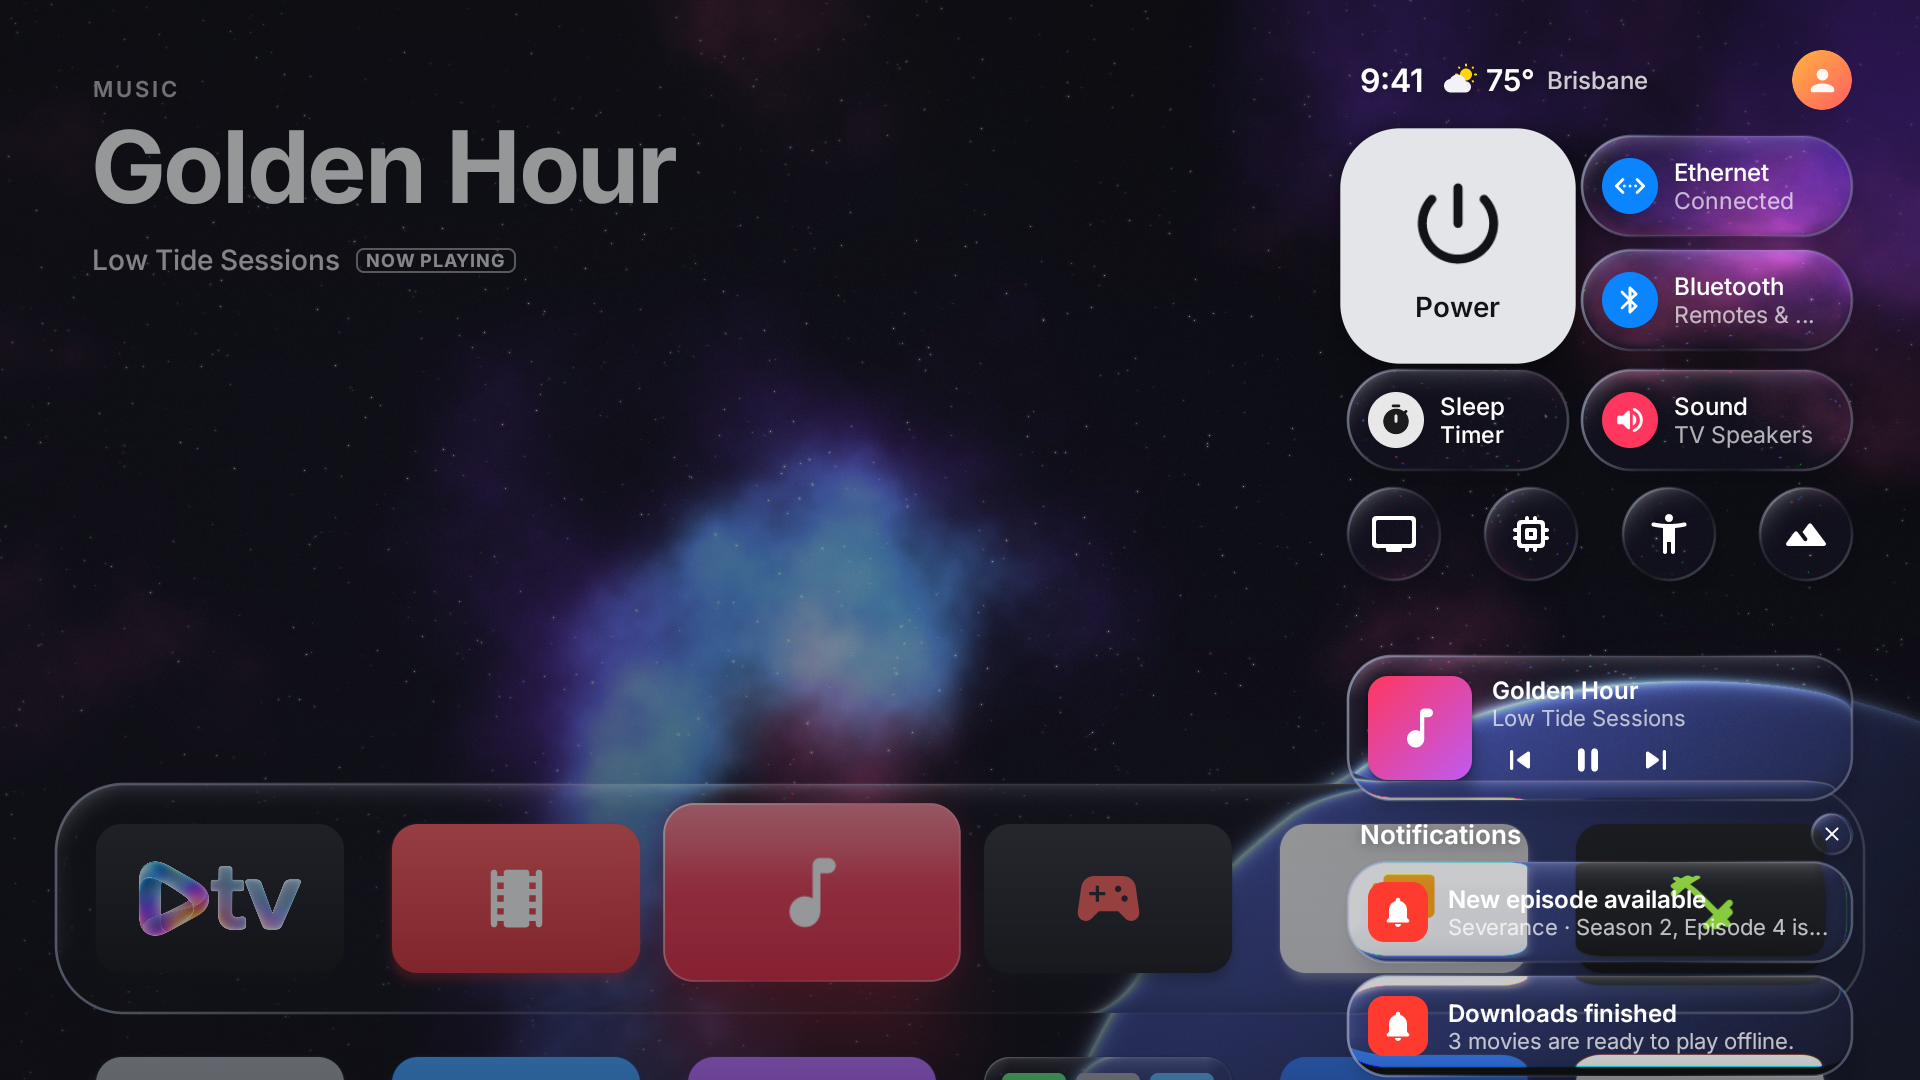 MUSIC
Golden Hour
Low Tide Sessions NOW PLAYING
9:41 75° Brisbane
Power
Ethernet
Connected
Bluetooth
Remotes & ...
Sleep
Timer
Sound
TV Speakers
Golden Hour
Low Tide Sessions
tv
Notifications
New episode available
Severance · Season 2, Episode 4 is...
Downloads finished
3 movies are ready to play offline.